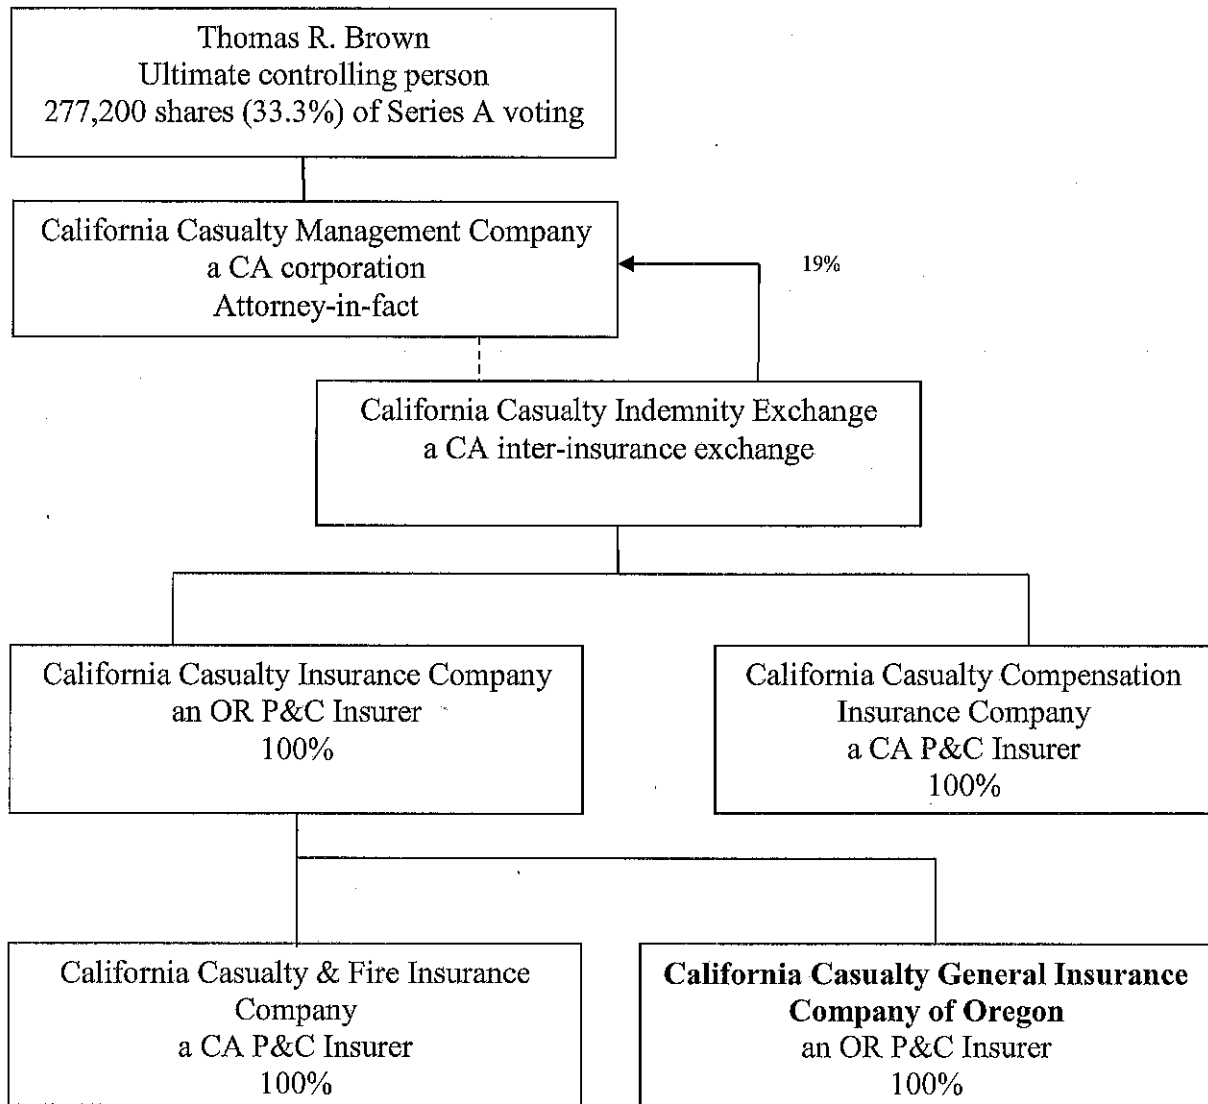 Thomas R. Brown
Ultimate controlling person
277,200 shares (33.3%) of Series A voting
California Casualty Management Company
a CA corporation
Attorney-in-fact
19%
California Casualty Indemnity Exchange
a CA inter-insurance exchange
California Casualty Insurance Company
an OR P&C Insurer
100%
California Casualty Compensation
Insurance Company
a CA P&C Insurer
100%
California Casualty & Fire Insurance
Company
a CA P&C Insurer
100%
California Casualty General Insurance
Company of Oregon
an OR P&C Insurer
100%